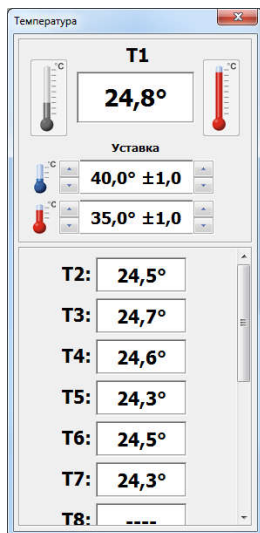 Температура
T1
°C
24,8°
°C
Уставка
°C
40,0° ±1,0
°C
35,0° ±1,0
T2: 24,5°
T3: 24,7°
T4: 24,6°
T5: 24,3°
T6: 24,5°
T7: 24,3°
T8: ----